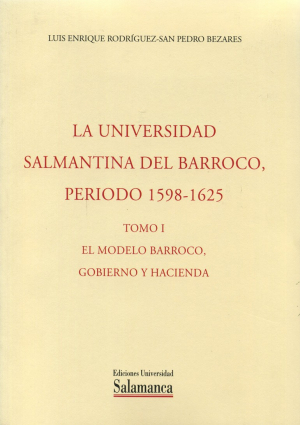 LUIS ENRIQUE RODRÍGUEZ-SAN PEDRO BEZARES
LA UNIVERSIDAD
SALMANTINA DEL BARROCO,
PERIODO 1598-1625
TOMO I
EL MODELO BARROCO,
GOBIERNO Y HACIENDA
Ediciones Universidad
Salamanca